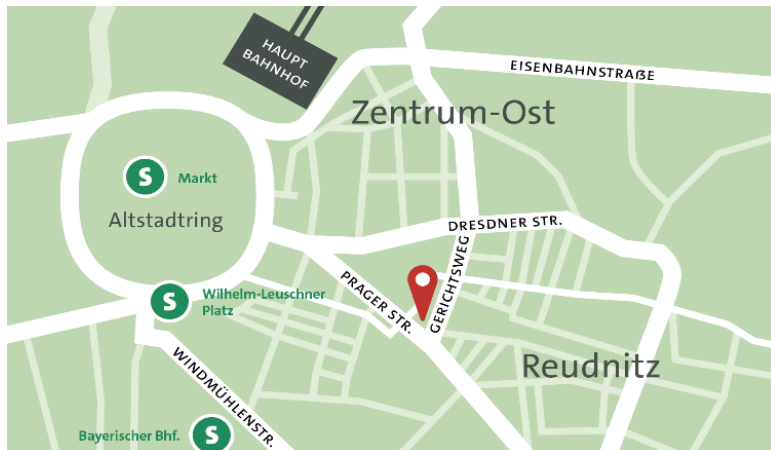 HAUPT
BAHNHOF
EISENBAHNSTRAßE
Zentrum-Ost
S Markt
Altstadtring
DRESDNER STR.
GERICHTSWEG
PRAGER STR.
S Wilhelm-Leuschner
Platz
WINDMÜHLENSTR.
Reudnitz
Bayerischer Bhf. S